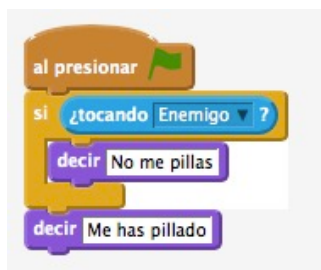 al presionar
si ¿tocando Enemigo ?
decir No me pillas
decir Me has pillado